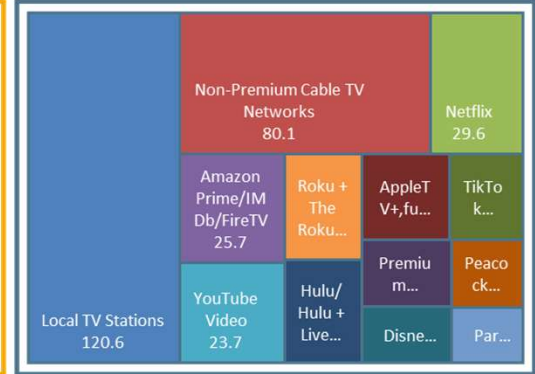 Local TV Stations
120.6
Non-Premium Cable TV
Networks
80.1
Netflix
29.6
Amazon
Prime/IM
Db/FireTV
25.7
YouTube
Video
23.7
Roku +
The
Roku...
Hulu/
Hulu +
Live...
AppleT
V+,fu...
TikTo
k...
Premiu
m...
Peaco
ck...
Disne...
Par...